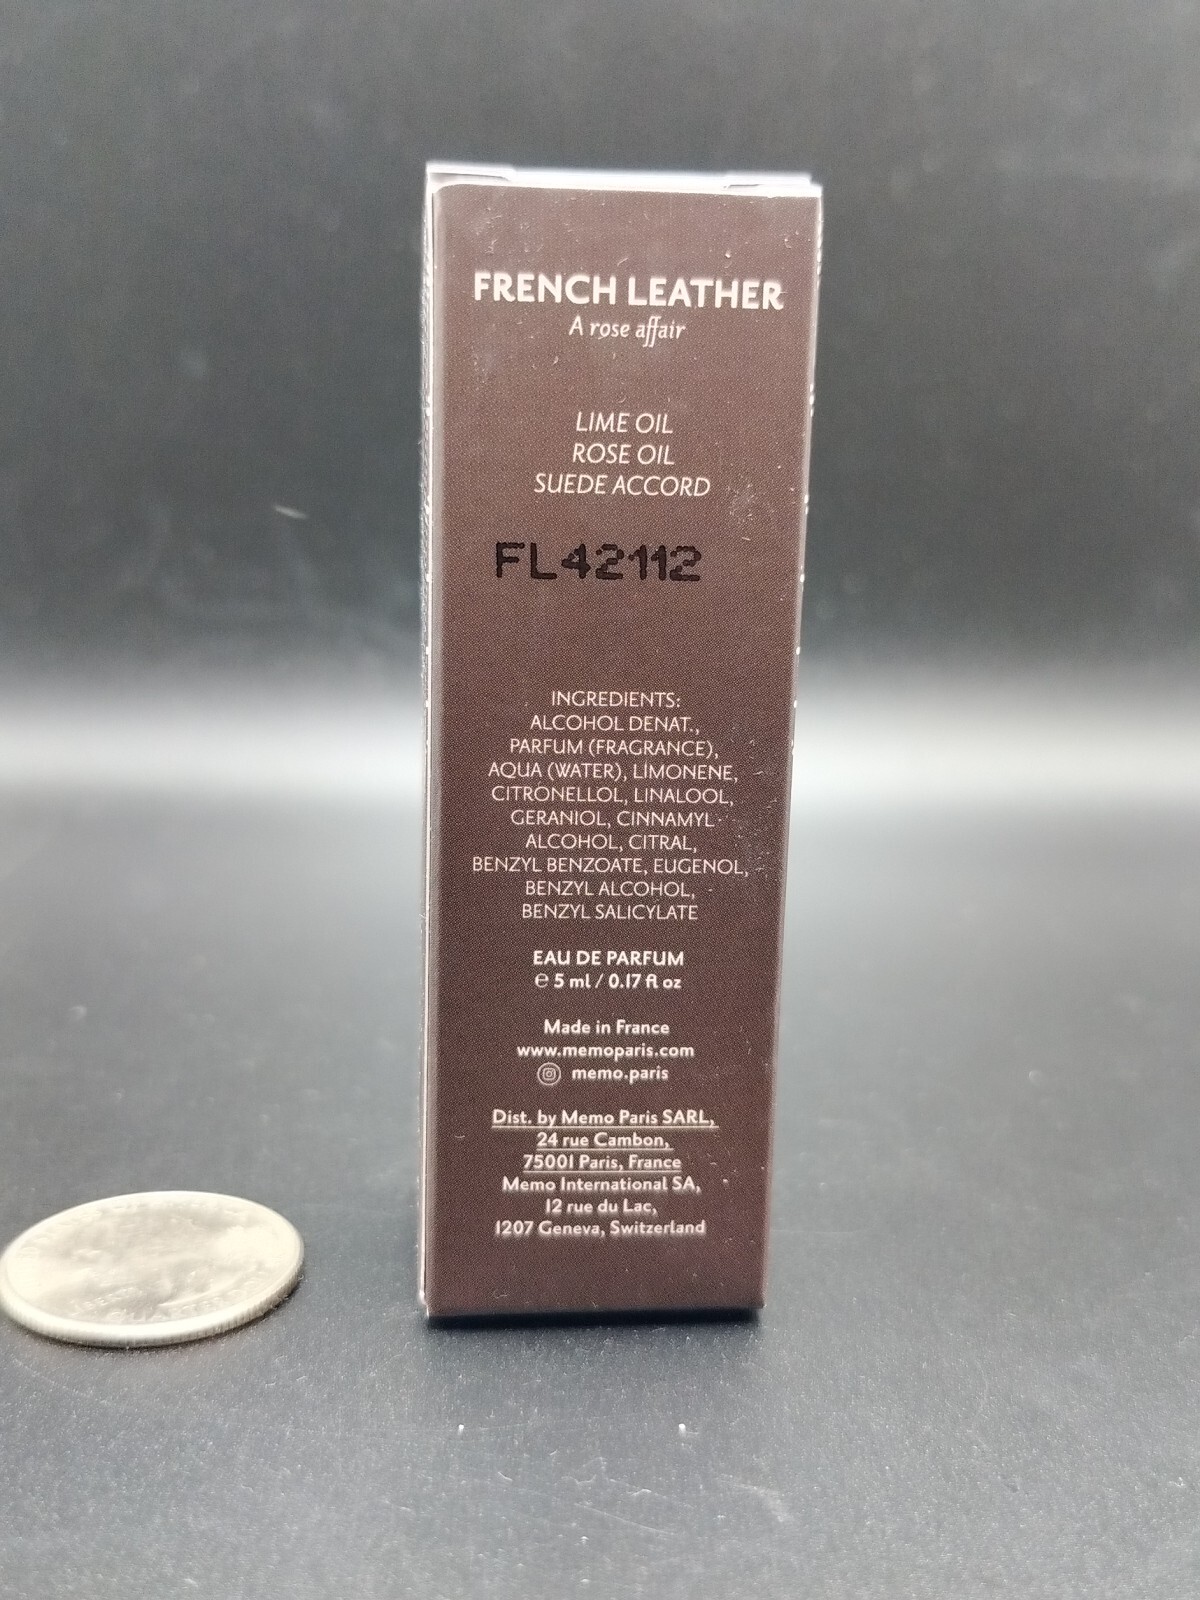 FRENCH LEATHER
A rose affair
LIME OIL
ROSE OIL
SUEDE ACCORD
FL42112
INGREDIENTS:
ALCOHOL DENAT.,
PARFUM (FRAGRANCE),
AQUA (WATER), LIMONENE,
CITRONELLOL, LINALOOL,
GERANIOL, CINNAMYL
ALCOHOL, CITRAL,
BENZYL BENZOATE, EUGENOL,
BENZYL ALCOHOL,
BENZYL SALICYLATE
EAU DE PARFUM
℮ 5 ml / 0.17 fl oz
Made in France
www.memoparis.com
memo.paris
Dist. by Memo Paris SARL,
24 rue Cambon,
75001 Paris, France
Memo International SA,
12 rue du Lac,
1207 Geneva, Switzerland